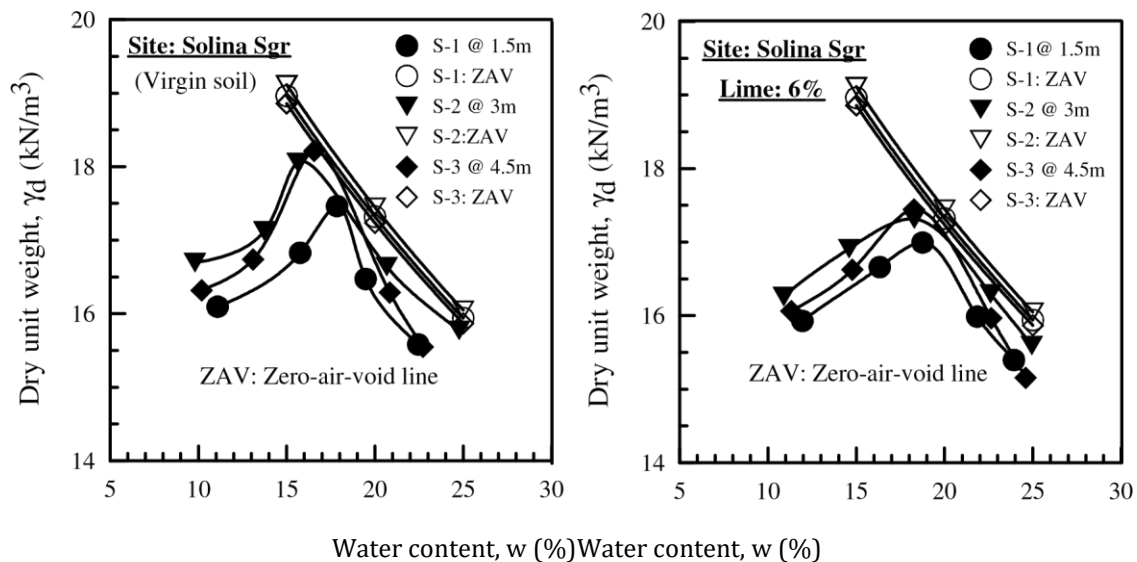 Dry unit weight, γd (kN/m3)
20
18
16
14
Site: Solina Sgr
(Virgin soil)
S-1 @ 1.5m
S-1: ZAV
S-2 @ 3m
S-2:ZAV
S-3 @ 4.5m
S-3: ZAV
ZAV: Zero-air-void line
5 10 15 20 25 30
Dry unit weight, γd (kN/m3)
20
18
16
14
Site: Solina Sgr
Lime: 6%
S-1@ 1.5m
S-1: ZAV
S-2 @ 3m
S-2: ZAV
S-3 @ 4.5m
S-3: ZAV
ZAV: Zero-air-void line
5 10 15 20 25 30
Water content, w (%)Water content, w (%)